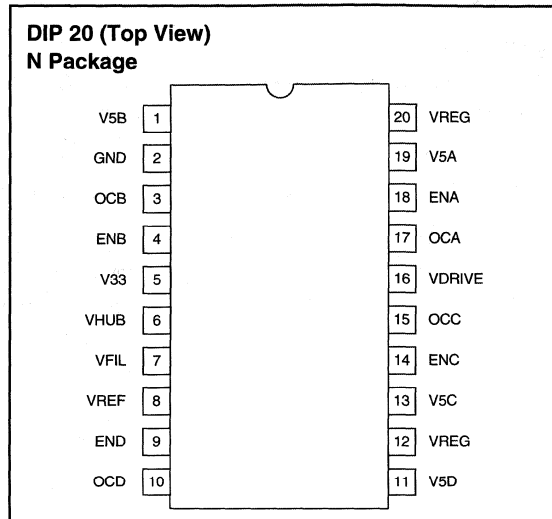 DIP 20 (Top View)
N Package
V5B 1 20 VREG
GND 2 19 V5A
OCB 3 18 ENA
ENB 4 17 OCA
V33 5 16 VDRIVE
VHUB 6 15 OCC
VFIL 7 14 ENC
VREF 8 13 V5C
END 9 12 VREG
OCD 10 11 V5D